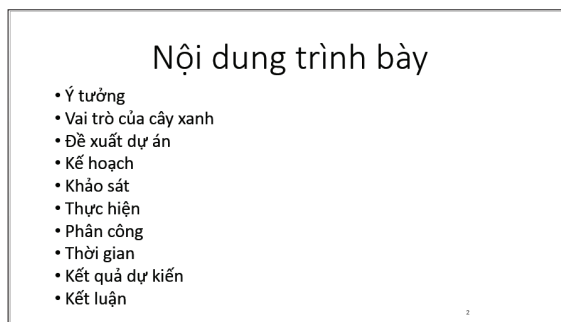 Nội dung trình bày
• Ý tưởng
• Vai trò của cây xanh
• Đề xuất dự án
• Kế hoạch
• Khảo sát
• Thực hiện
• Phân công
• Thời gian
• Kết quả dự kiến
• Kết luận
2